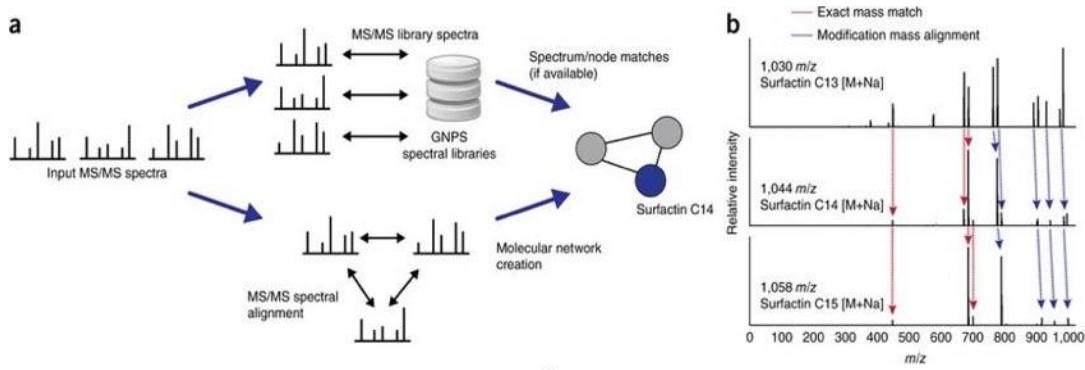 a
MS/MS library spectra
GNPS
spectral libraries
Input MS/MS spectra
Spectrum/node matches
(if available)
Surfactin C14
MS/MS spectral
alignment
Molecular network
creation
b
Exact mass match
Modification mass alignment
Relative intensity
1,030 m/z
Surfactin C13 [M+Na]
1,044 m/z
Surfactin C14 [M+Na]
1,058 m/z
Surfactin C15 [M+Na]
0 100 200 300 400 500 600 700 800 900 1,000
m/z